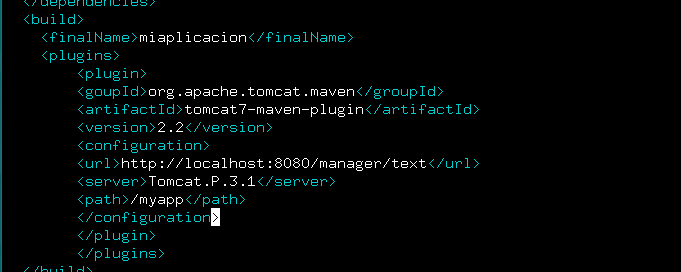 </dependencies>
<build>
<finalName>miaplicacion</finalName>
<plugins>
<plugin>
<goupId>org.apache.tomcat.maven</groupId>
<artifactId>tomcat7-maven-plugin</artifactId>
<version>2.2</version>
<configuration>
<url>http://localhost:8080/manager/text</url>
<server>Tomcat.P.3.1</server>
<path>/myapp</path>
</configuration>
</plugin>
</plugins>
</build>